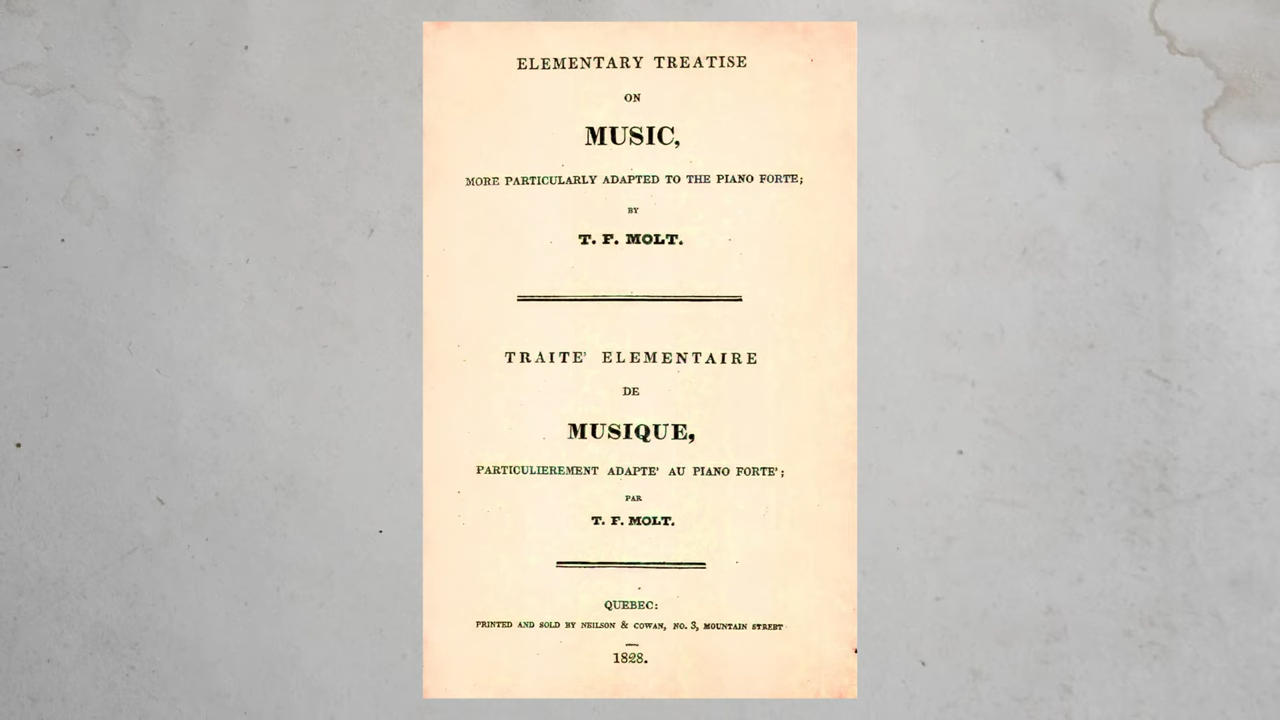 ELEMENTARY TREATISE
ON
MUSIC,
MORE PARTICULARLY ADAPTED TO THE PIANO FORTE;
BY
T. F. MOLT.
TRAITE' ELEMENTAIRE
DE
MUSIQUE,
PARTICULIEREMENT ADAPTE' AU PIANO FORTE';
PAR
T. F. MOLT.
QUEBEC:
PRINTED AND SOLD BY NEILSON & COWAN, NO. 3, MOUNTAIN STREET
1828.